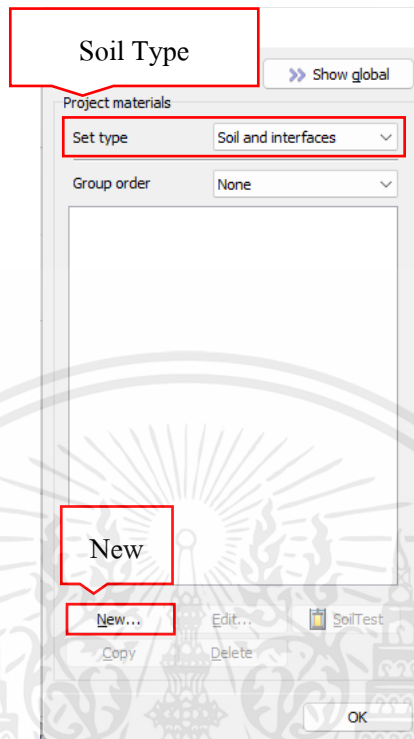 Soil Type
Show global
Project materials
Set type Soil and interfaces
Group order None
New
New... Edit... SoilTest
Copy Delete
OK